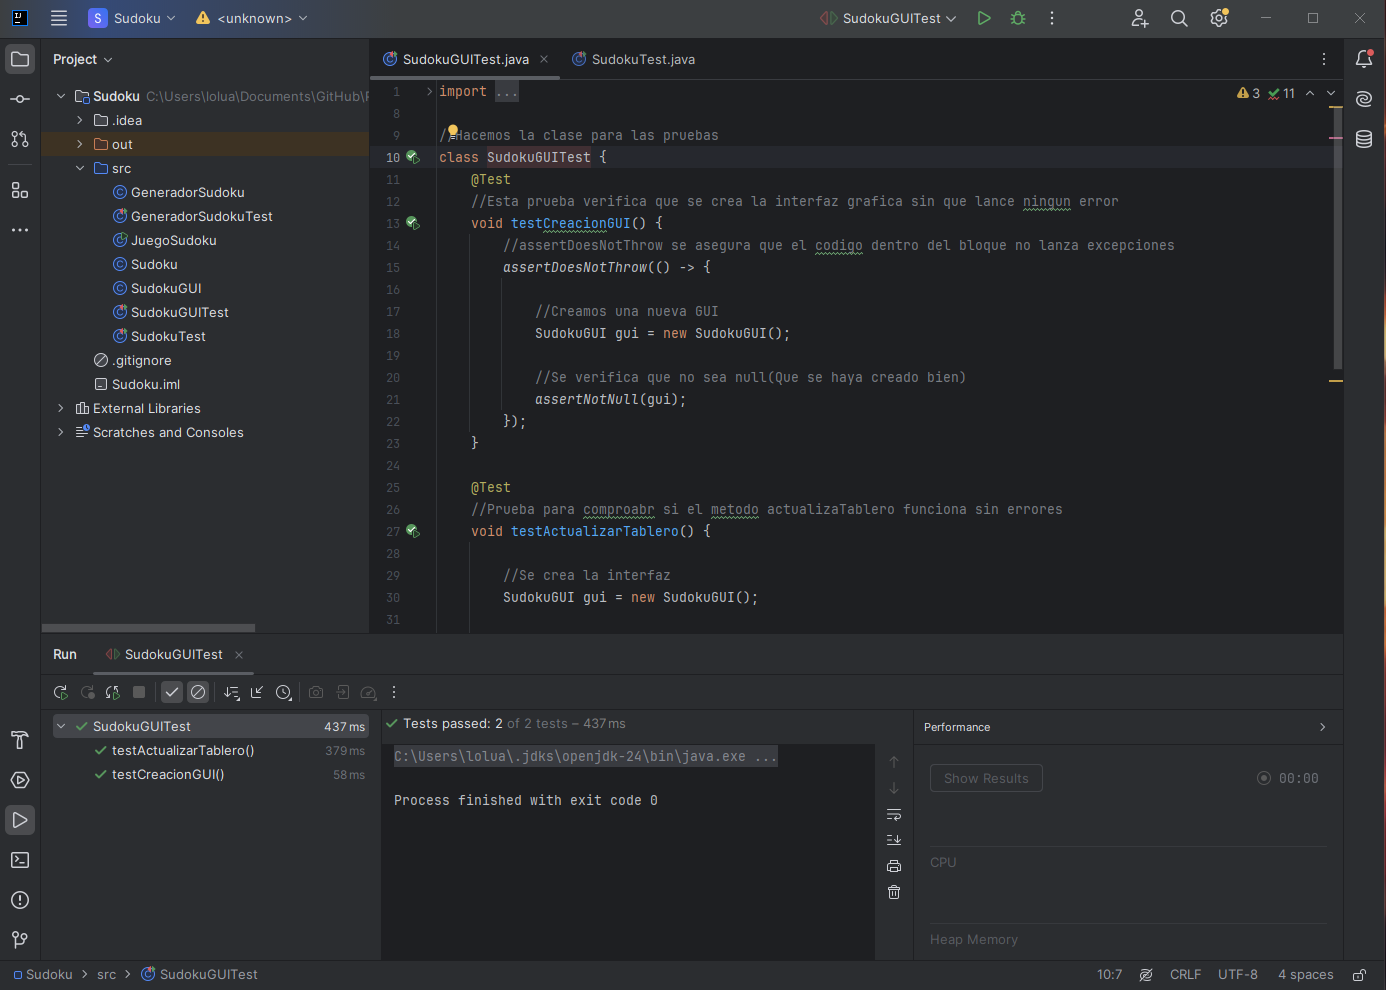 S Sudoku <unknown> SudokuGUITest
Project
SudokuGUITest.java SudokuTest.java
Sudoku C:\Users\lolua\Documents\GitHub\
.idea
out
src
GeneradorSudoku
GeneradorSudokuTest
JuegoSudoku
Sudoku
SudokuGUI
SudokuGUITest
SudokuTest
.gitignore
Sudoku.iml
External Libraries
Scratches and Consoles
3 11
1 import ...
8
9 //Hacemos la clase para las pruebas
10 class SudokuGUITest {
11 @Test
12 //Esta prueba verifica que se crea la interfaz grafica sin que lance ningun error
13 void testCreacionGUI() {
14 //assertDoesNotThrow se asegura que el codigo dentro del bloque no lanza excepciones
15 assertDoesNotThrow(() -> {
16
17 //Creamos una nueva GUI
18 SudokuGUI gui = new SudokuGUI();
19
20 //Se verifica que no sea null(Que se haya creado bien)
21 assertNotNull(gui);
22 });
23 }
24
25 @Test
26 //Prueba para comproabr si el metodo actualizaTablero funciona sin errores
27 void testActualizarTablero() {
28
29 //Se crea la interfaz
30 SudokuGUI gui = new SudokuGUI();
31
Run SudokuGUITest
SudokuGUITest 437 ms
testActualizarTablero() 379 ms
testCreacionGUI() 58 ms
Tests passed: 2 of 2 tests – 437 ms
C:\Users\lolua\.jdks\openjdk-24\bin\java.exe ...
Process finished with exit code 0
Performance
Show Results 00:00
CPU
Heap Memory
Sudoku > src > SudokuGUITest 10:7 CRLF UTF-8 4 spaces